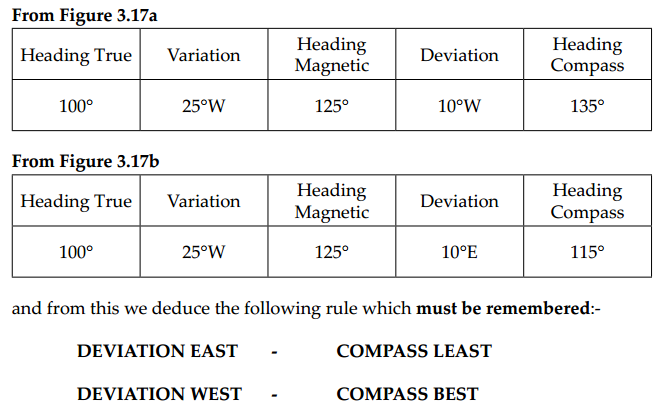 From Figure 3.17a
Heading True Variation Heading Magnetic Deviation Heading Compass
100° 25°W 125° 10°W 135°
From Figure 3.17b
Heading True Variation Heading Magnetic Deviation Heading Compass
100° 25°W 125° 10°E 115°
and from this we deduce the following rule which must be remembered:-
DEVIATION EAST - COMPASS LEAST
DEVIATION WEST - COMPASS BEST